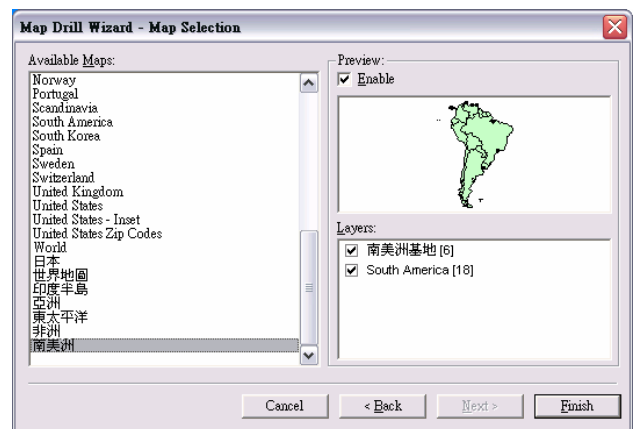 Map Drill Wizard - Map Selection
Available Maps:
Norway
Portugal
Scandinavia
South America
South Korea
Spain
Sweden
Switzerland
United Kingdom
United States
United States - Inset
United States Zip Codes
World
日本
世界地圖
印度半島
亞洲
東太平洋
非洲
南美洲
Preview:
Enable
Layers:
南美洲基地 [6]
South America [18]
Cancel
< Back
Next >
Finish